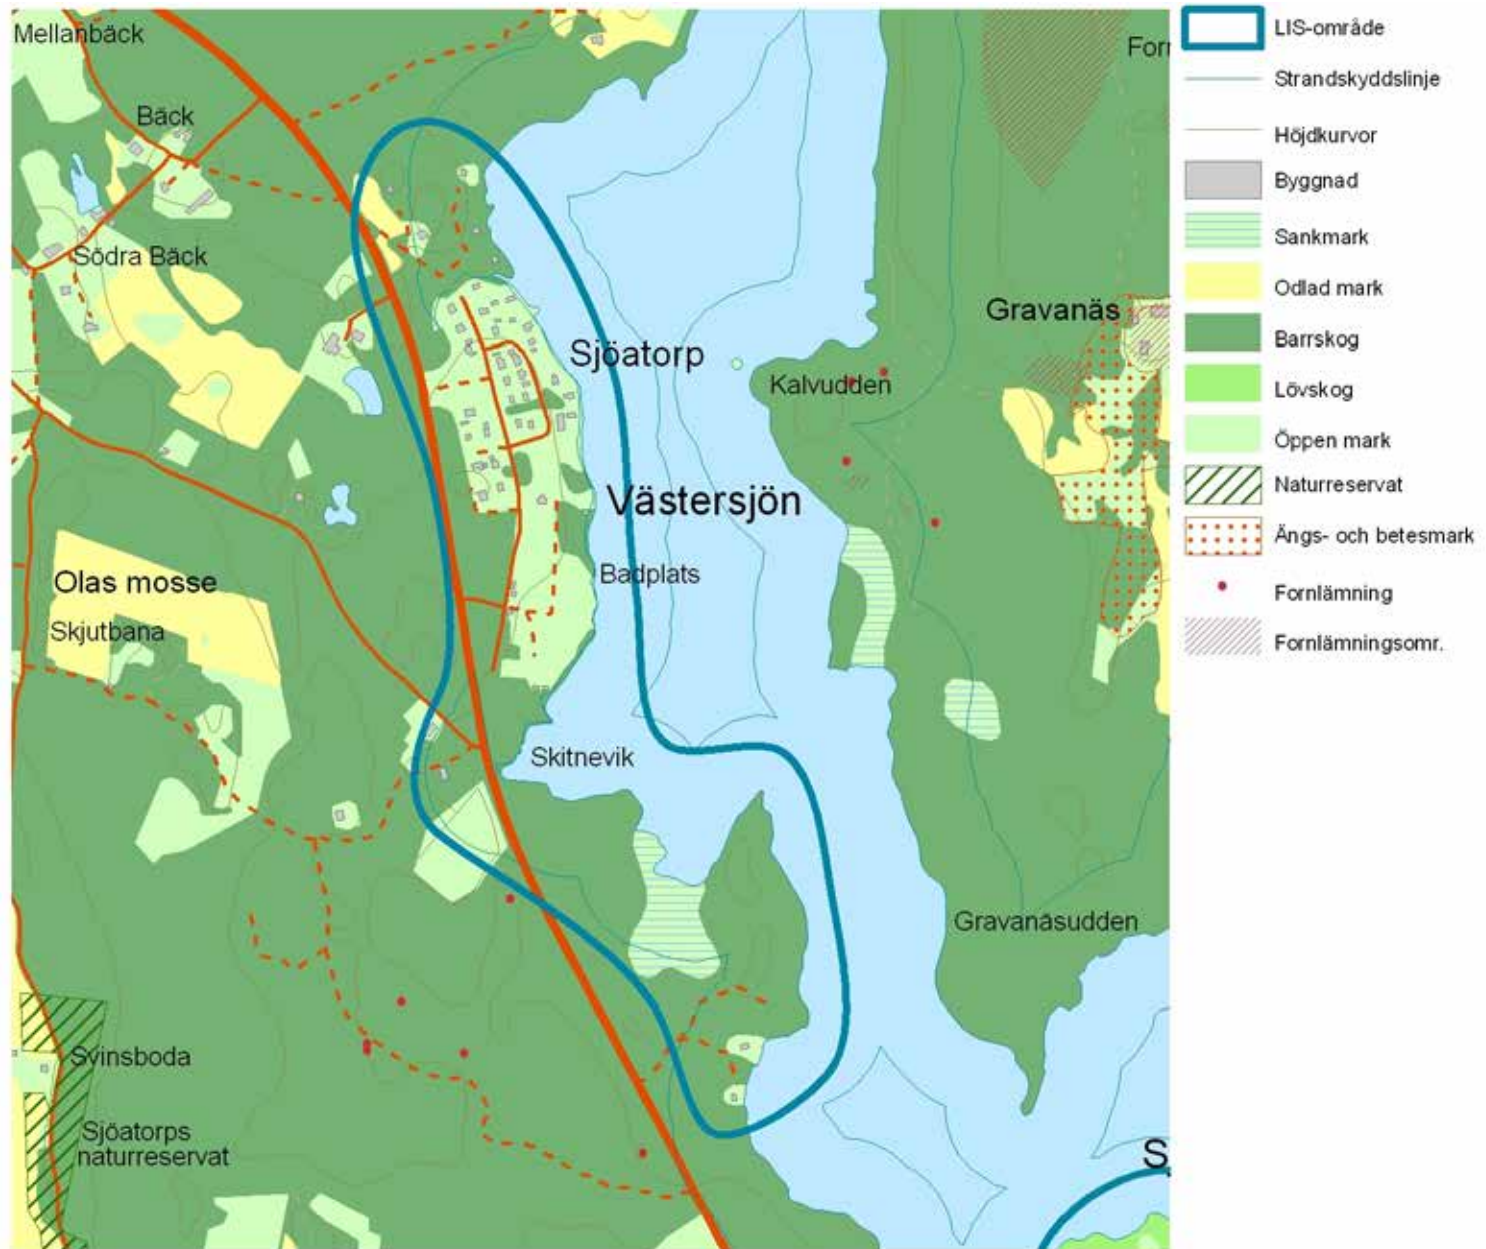 Mellanbäck
Forn
Bäck
Södra Bäck
Gravanäs
Sjöatorp
Kalvudden
Västersjön
Badplats
Olas mosse
Skjutbana
Skitnevik
Gravanäsudden
Svinsboda
Sjöatorps
naturreservat
S
LIS-område
Strandskyddslinje
Höjdkurvor
Byggnad
Sankmark
Odlad mark
Barrskog
Lövskog
Öppen mark
Naturreservat
Ängs- och betesmark
Fornlämning
Fornlämningsomr.